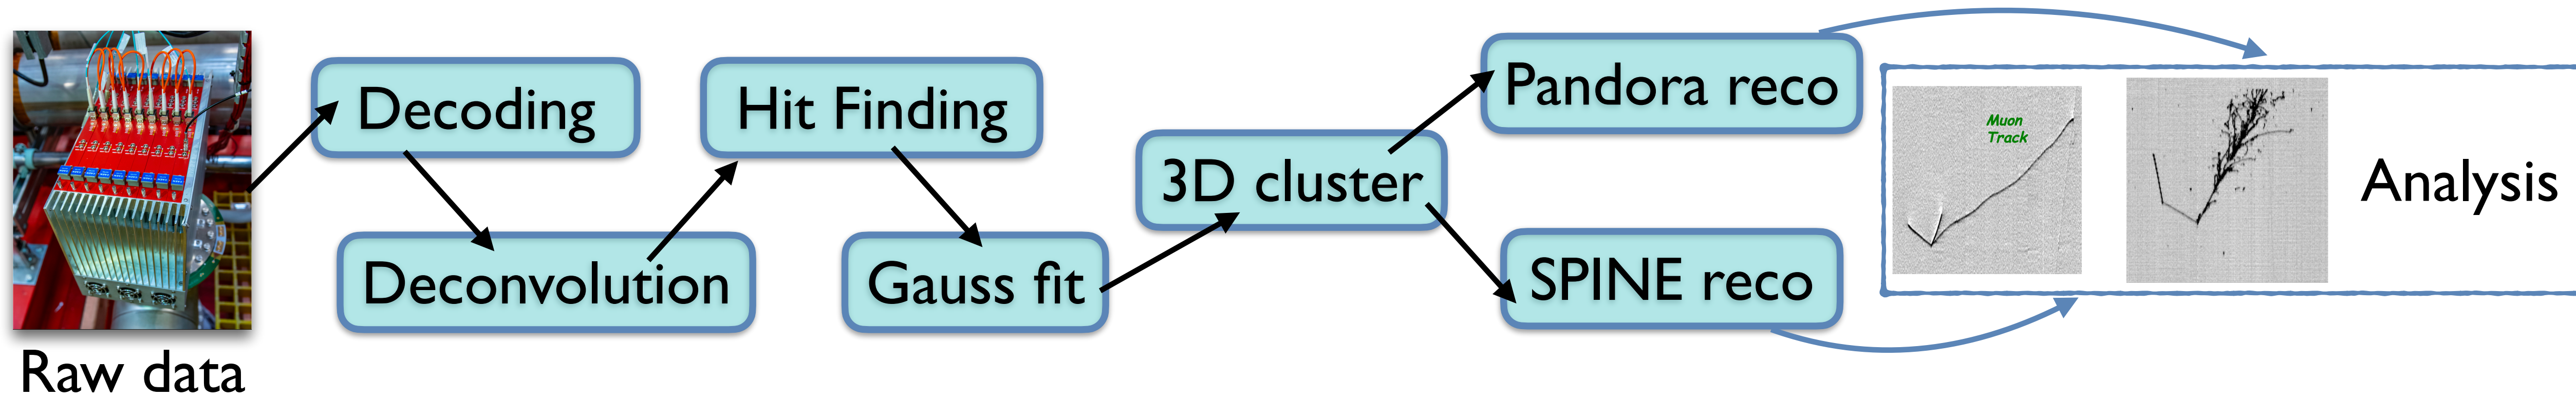 Raw data
Decoding
Deconvolution
Hit Finding
Gauss fit
3D cluster
Pandora reco
SPINE reco
Muon
Track
Analysis